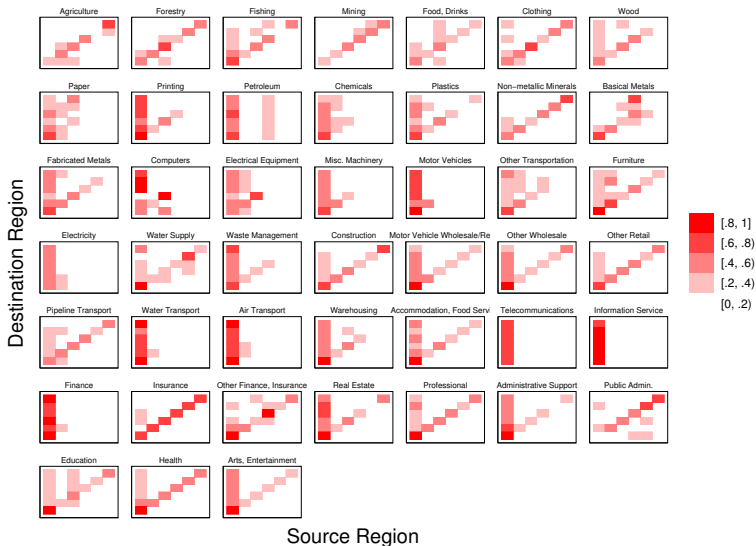 Agriculture
Forestry
Fishing
Mining
Food, Drinks
Clothing
Wood
Paper
Printing
Petroleum
Chemicals
Plastics
Non−metallic Minerals
Basical Metals
Fabricated Metals
Computers
Electrical Equipment
Misc. Machinery
Motor Vehicles
Other Transportation
Furniture
Electricity
Water Supply
Waste Management
Construction
Motor Vehicle Wholesale/Re
Other Wholesale
Other Retail
Pipeline Transport
Water Transport
Air Transport
Warehousing
Accommodation, Food Servi
Telecommunications
Information Service
Finance
Insurance
Other Finance, Insurance
Real Estate
Professional
Administrative Support
Public Admin.
Education
Health
Arts, Entertainment
Destination Region
Source Region
[.8, 1]
[.6, .8)
[.4, .6)
[.2, .4)
[0, .2)